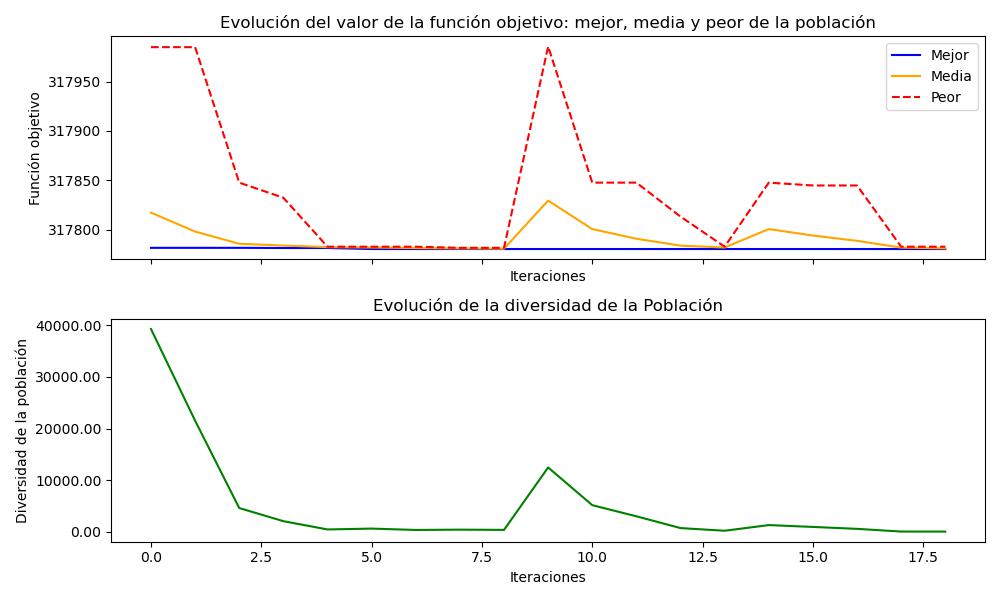 Evolución del valor de la función objetivo: mejor, media y peor de la población
Función objetivo
317950
317900
317850
317800
Mejor
Media
Peor
Iteraciones
Evolución de la diversidad de la Población
Diversidad de la población
40000.00
30000.00
20000.00
10000.00
0.00
0.0 2.5 5.0 7.5 10.0 12.5 15.0 17.5
Iteraciones